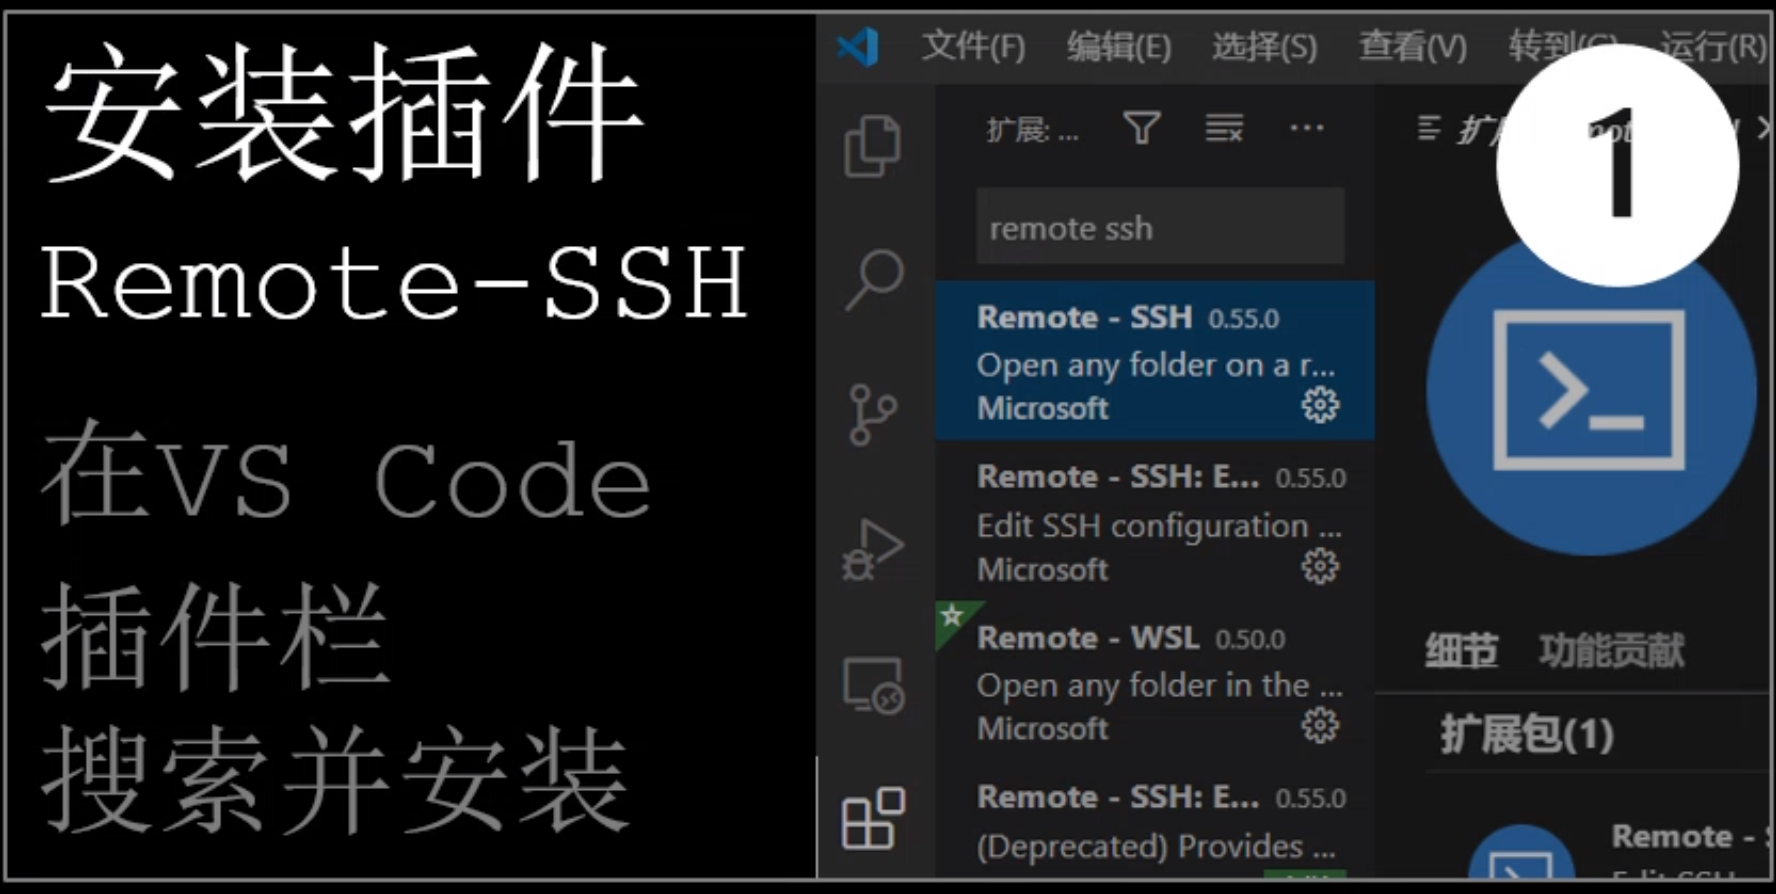 安装插件
Remote-SSH
在VS Code
插件栏
搜索并安装
文件(F) 编辑(E) 选择(S) 查看(V) 转到(G) 运行(R)
扩展: ...
remote ssh
Remote - SSH 0.55.0
Open any folder on a r...
Microsoft
Remote - SSH: E... 0.55.0
Edit SSH configuration ...
Microsoft
Remote - WSL 0.50.0
Open any folder in the ...
Microsoft
Remote - SSH: E... 0.55.0
(Deprecated) Provides ...
1
细节 功能贡献
扩展包(1)
Remote -